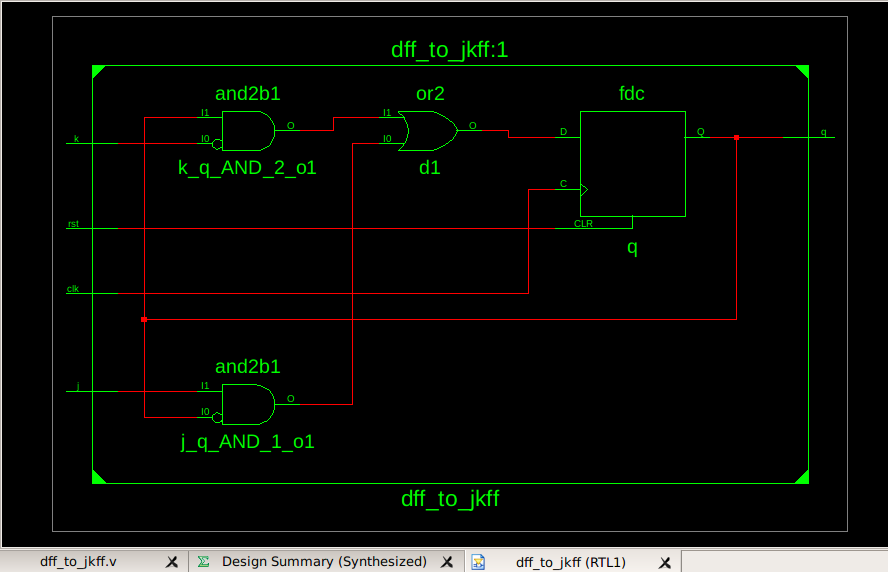 dff_to_jkff:1
and2b1
or2
fdc
I1
O
I0
k
k_q_AND_2_o1
I1
I0
O
d1
D
Q
C
CLR
q
q
rst
clk
and2b1
j
I1
O
I0
j_q_AND_1_o1
dff_to_jkff
dff_to_jkff.v
Design Summary (Synthesized)
dff_to_jkff (RTL1)